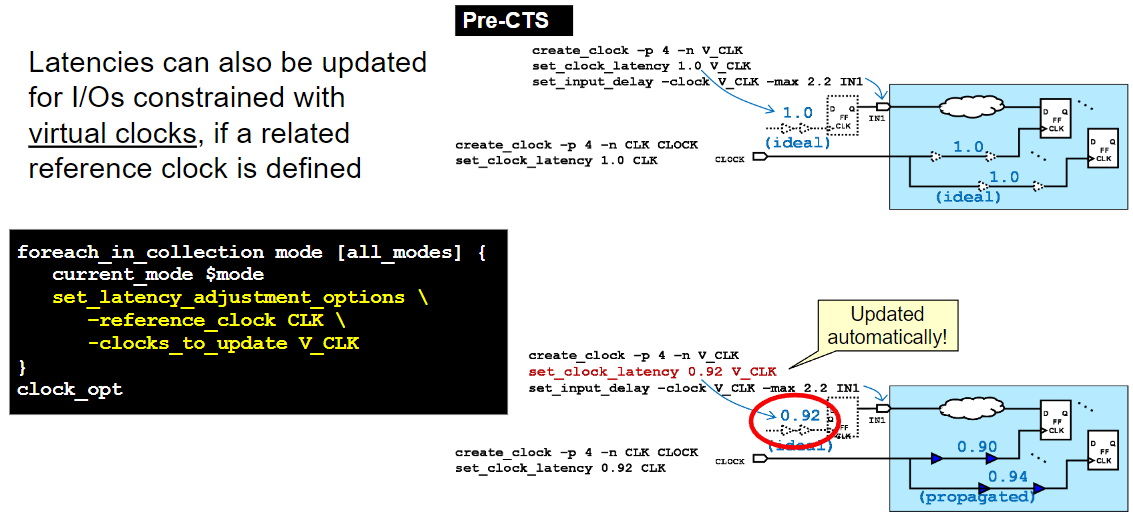 Pre-CTS
Latencies can also be updated
for I/Os constrained with
virtual clocks, if a related
reference clock is defined
create_clock -p 4 -n V_CLK
set_clock_latency 1.0 V_CLK
set_input_delay -clock V_CLK -max 2.2 IN1
1.0
(ideal)
D Q
FF
CLK
IN1
D Q
FF
CLK
D Q
FF
CLK
create_clock -p 4 -n CLK CLOCK
set_clock_latency 1.0 CLK
CLOCK
1.0
1.0
(ideal)
foreach_in_collection mode [all_modes] {
current_mode $mode
set_latency_adjustment_options \
-reference_clock CLK \
-clocks_to_update V_CLK
}
clock_opt
Updated
automatically!
create_clock -p 4 -n V_CLK
set_clock_latency 0.92 V_CLK
set_input_delay -clock V_CLK -max 2.2 IN1
0.92
(ideal)
D Q
FF
CLK
IN1
D Q
FF
CLK
D Q
FF
CLK
create_clock -p 4 -n CLK CLOCK
set_clock_latency 0.92 CLK
CLOCK
0.90
0.94
(propagated)